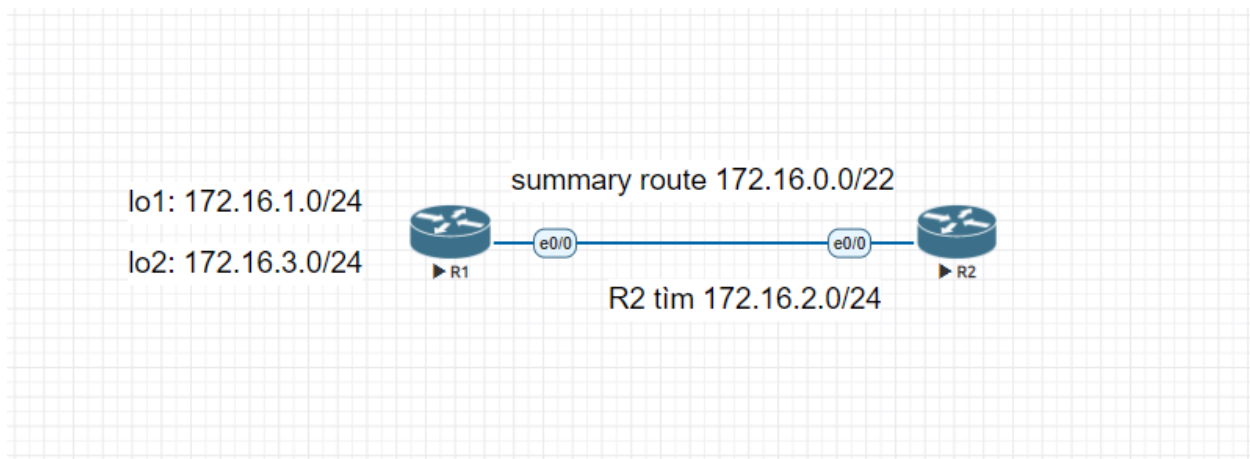 summary route 172.16.0.0/22
lo1: 172.16.1.0/24
e0/0
e0/0
lo2: 172.16.3.0/24
R1
R2
R2 tìm 172.16.2.0/24